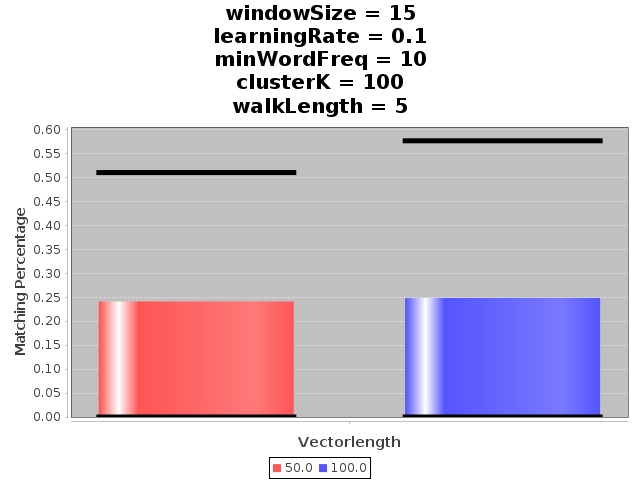 windowSize = 15
learningRate = 0.1
minWordFreq = 10
clusterK = 100
walkLength = 5
0.60
0.55
0.50
0.45
0.40
0.35
0.30
0.25
0.20
0.15
0.10
0.05
0.00
Matching Percentage
Vectorlength
50.0 100.0